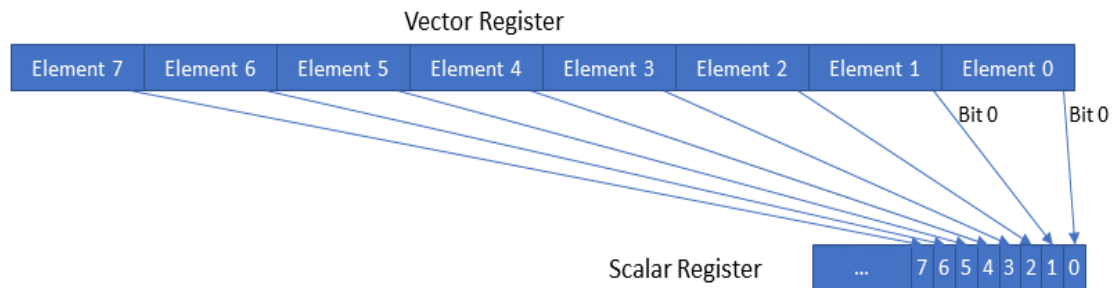 Vector Register
Element 7 Element 6 Element 5 Element 4 Element 3 Element 2 Element 1 Element 0
Bit 0 Bit 0
Scalar Register ... 7 6 5 4 3 2 1 0